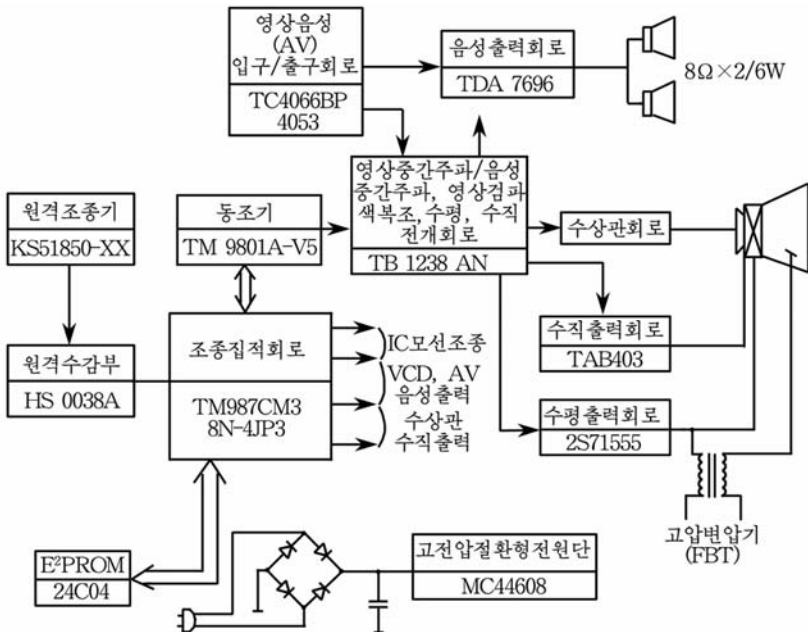 영상음성
(AV)
입구/출구회로
TC4066BP
4053
음성출력회로
TDA 7696
8Ω×2/6W
영상중간주파/음성
중간주파, 영상검파
색복조, 수평, 수직
전개회로
TB 1238 AN
원격조종기
KS51850-XX
동조기
TM 9801A-V5
수상관회로
원격수감부
HS 0038A
조종집적회로
TM987CM3
8N-4JP3
IC모선조종
VCD, AV
음성출력
수상관
수직출력
수직출력회로
TAB403
수평출력회로
2S71555
고압변압기
(FBT)
E²PROM
24C04
고전압절환형전원단
MC44608